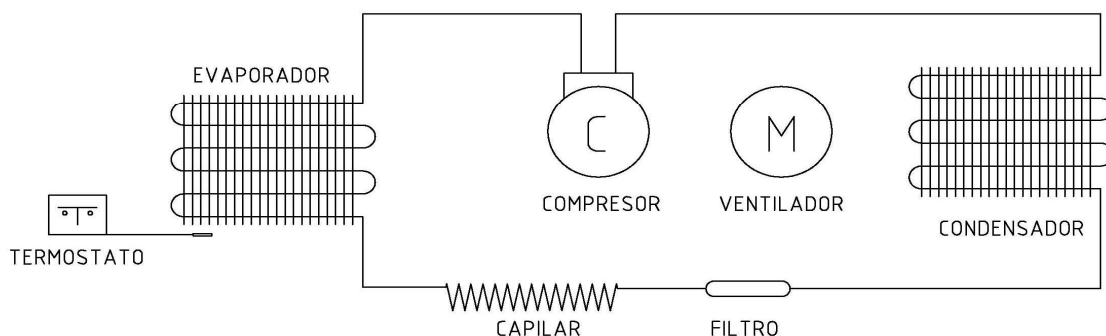 EVAPORADOR
C
M
COMPRESOR
VENTILADOR
CONDENSADOR
TERMOSTATO
CAPILAR
FILTRO